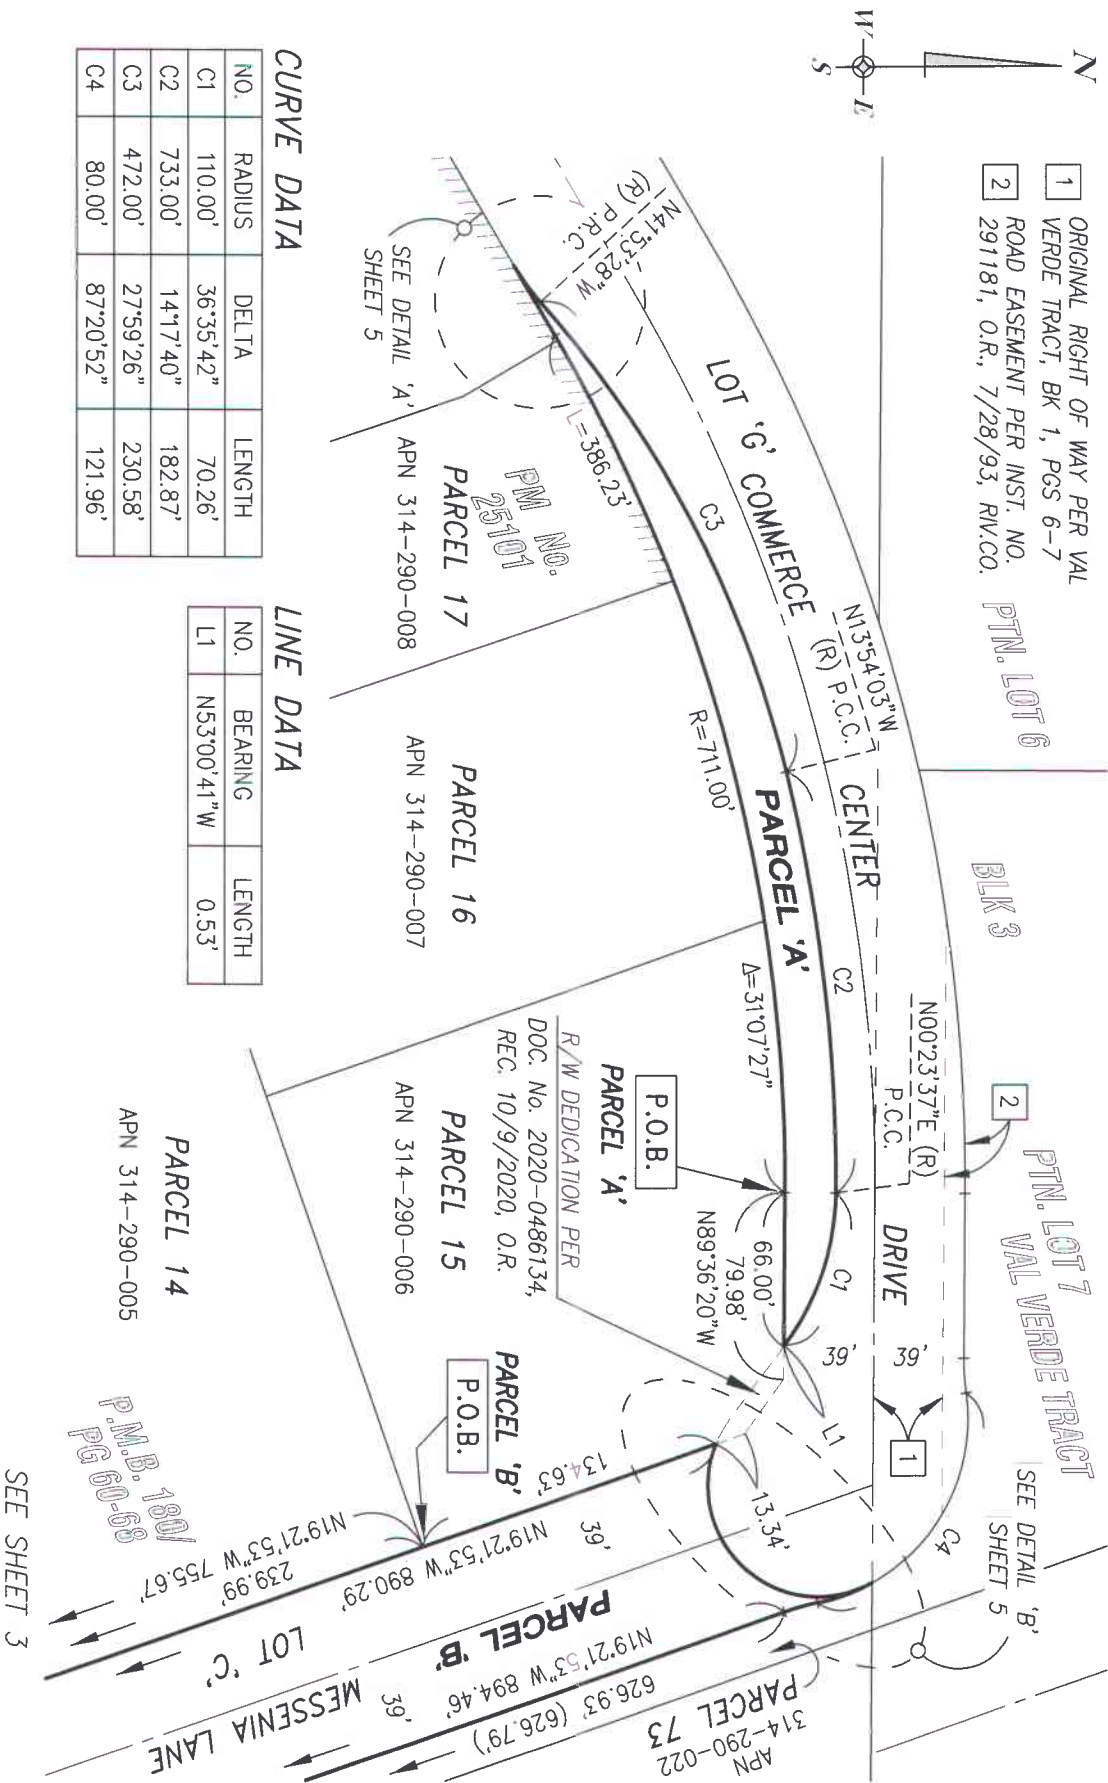 N
W
E
S
1 ORIGINAL RIGHT OF WAY PER VAL
VERDE TRACT, BK 1, PGS 6-7
2 ROAD EASEMENT PER INST. NO.
291181, O.R., 7/28/93, RIV.CO.
PTN. LOT 6
BLK 3
PTN. LOT 7
VAL VERDE TRACT
SEE DETAIL 'B'
SHEET 5
2
1
N41°53'28"W
(R) P.R.C.
LOT 'G' COMMERCE
CENTER
DRIVE
N13°54'03"W
(R) P.C.C.
N00°23'37"E (R)
P.C.C.
C3
C2
C1
C4
39'
39'
L1
13.34'
PARCEL 'A'
L=386.23'
R=711.00'
Δ=31°07'27"
66.00'
79.98'
N89°36'20"W
P.O.B.
PARCEL 'A'
R/W DEDICATION PER
DOC. No. 2020-0486134,
REC. 10/9/2020, O.R.
SEE DETAIL 'A'
SHEET 5
PM No.
25101
PARCEL 17
APN 314-290-008
PARCEL 16
APN 314-290-007
PARCEL 15
APN 314-290-006
PARCEL 14
APN 314-290-005
PARCEL 'B'
P.O.B.
P.M.B. 180/
PG 60-68
134.63'
239.99'
N19°21'53"W 755.67'
N19°21'53"W 890.29'
39'
LOT 'C'
PARCEL 'B'
MESSENIA LANE
39'
N19°21'53"W 894.46'
626.93' (626.79')
PARCEL 73
APN
314-290-022
SEE SHEET 3
CURVE DATA
NO. RADIUS DELTA LENGTH
C1 110.00' 36°35'42" 70.26'
C2 733.00' 14°17'40" 182.87'
C3 472.00' 27°59'26" 230.58'
C4 80.00' 87°20'52" 121.96'
LINE DATA
NO. BEARING LENGTH
L1 N53°00'41"W 0.53'